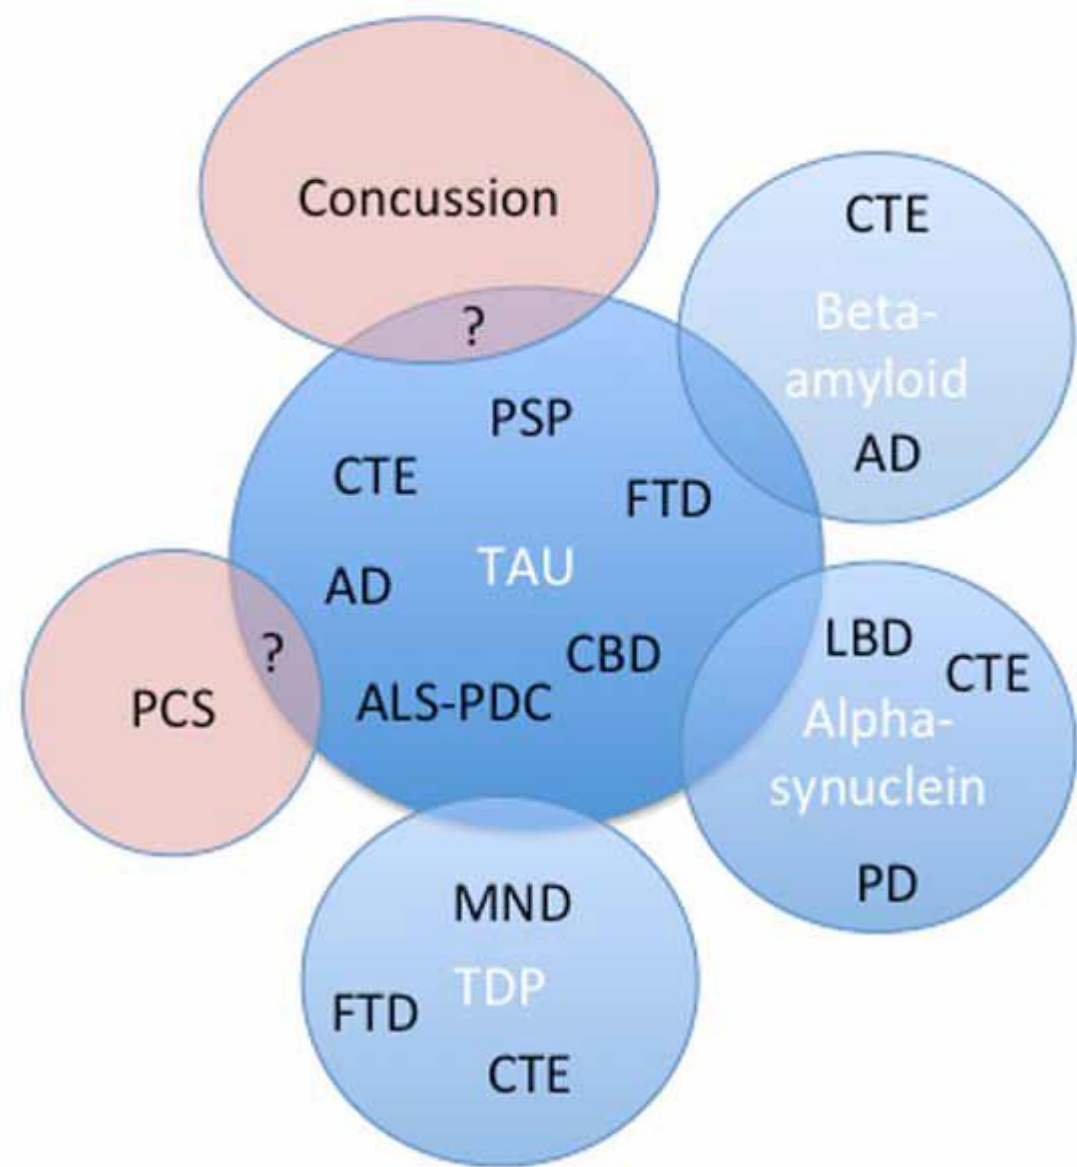 Concussion
?
CTE
Beta-
amyloid
AD
PSP
CTE
FTD
TAU
AD
CBD
ALS-PDC
?
PCS
LBD
CTE
Alpha-
synuclein
PD
MND
TDP
FTD
CTE